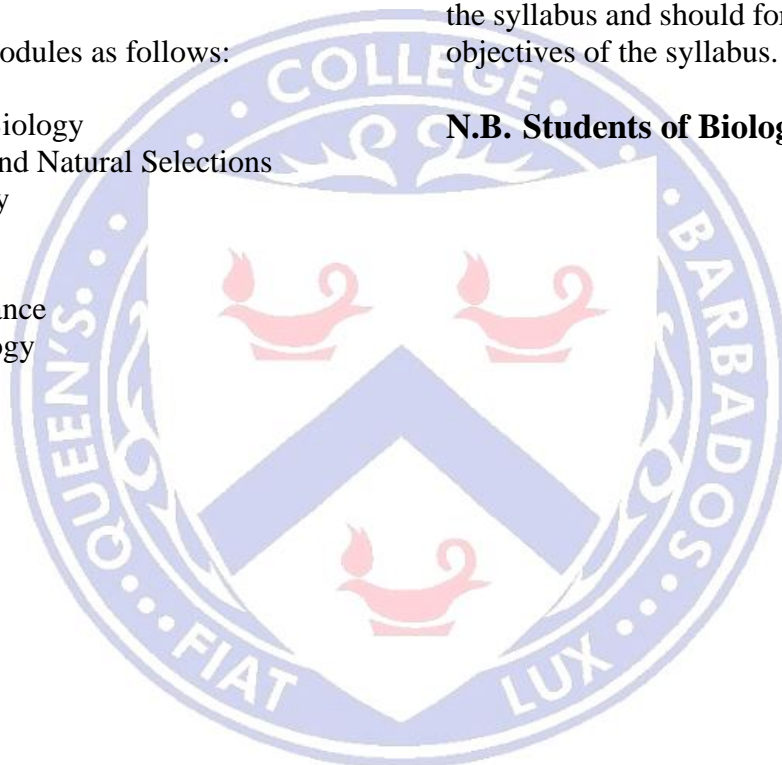 odules as follows:
iology
nd Natural Selections
y
ance
ogy
the syllabus and should for
objectives of the syllabus.
N.B. Students of Biolog
QUEEN'S COLLEGE BARBADOS
FIAT LUX